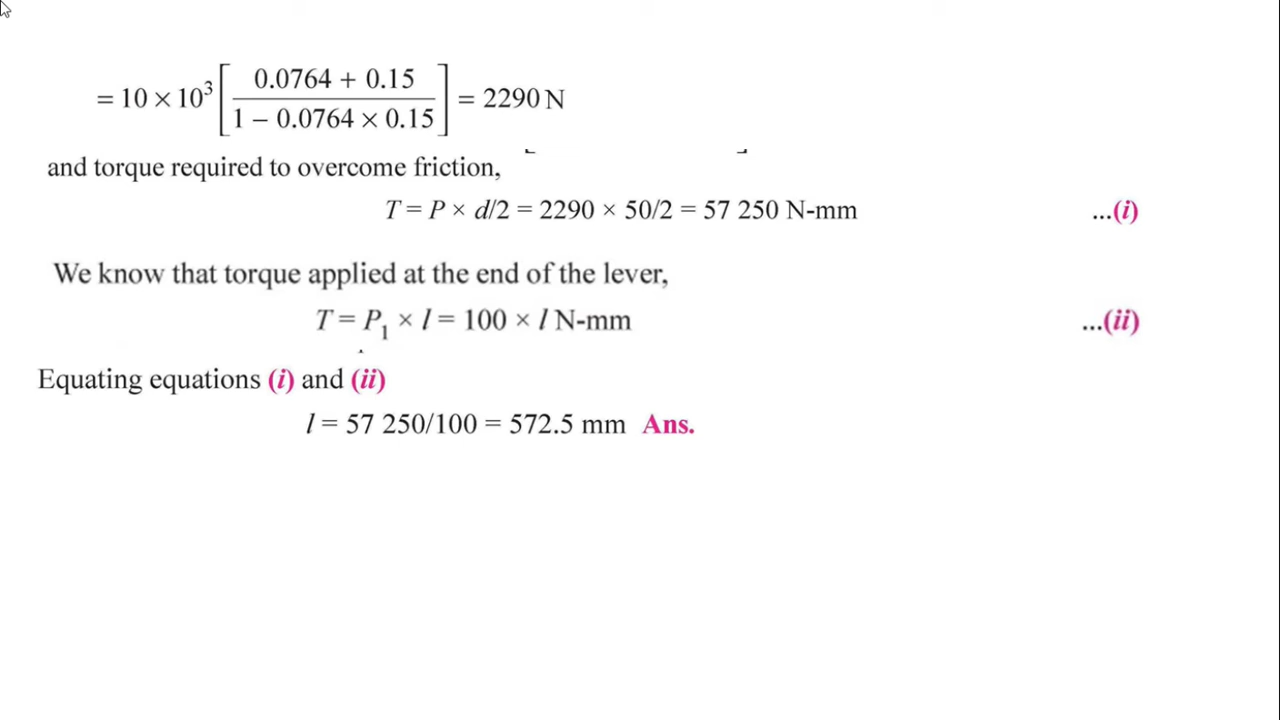 = 10 × 10³ [ (0.0764 + 0.15) / (1 – 0.0764 × 0.15) ] = 2290 N
and torque required to overcome friction,
T = P × d/2 = 2290 × 50/2 = 57 250 N-mm ...(i)
We know that torque applied at the end of the lever,
T = P₁ × l = 100 × l N-mm ...(ii)
Equating equations (i) and (ii)
l = 57 250/100 = 572.5 mm Ans.